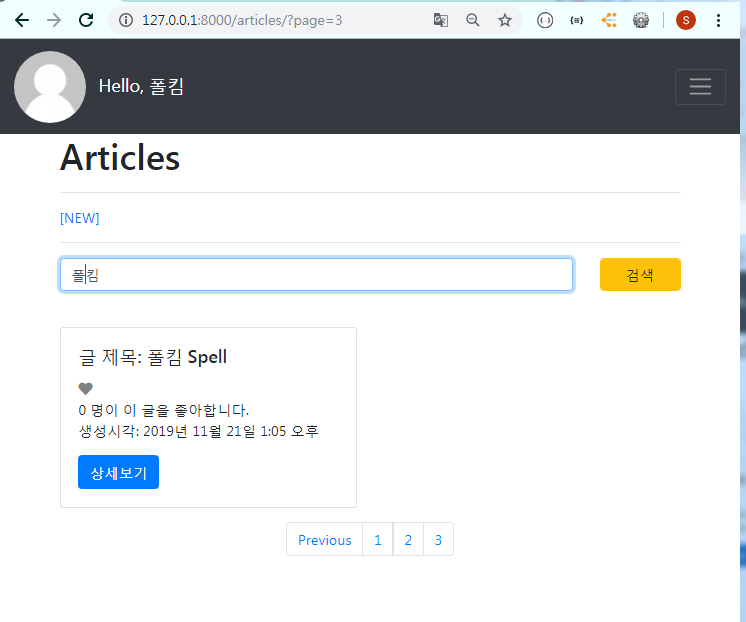 127.0.0.1:8000/articles/?page=3
S
Hello, 폴킴
Articles
[NEW]
폴킴
검색
글 제목: 폴킴 Spell
0 명이 이 글을 좋아합니다.
생성시각: 2019년 11월 21일 1:05 오후
상세보기
Previous 1 2 3